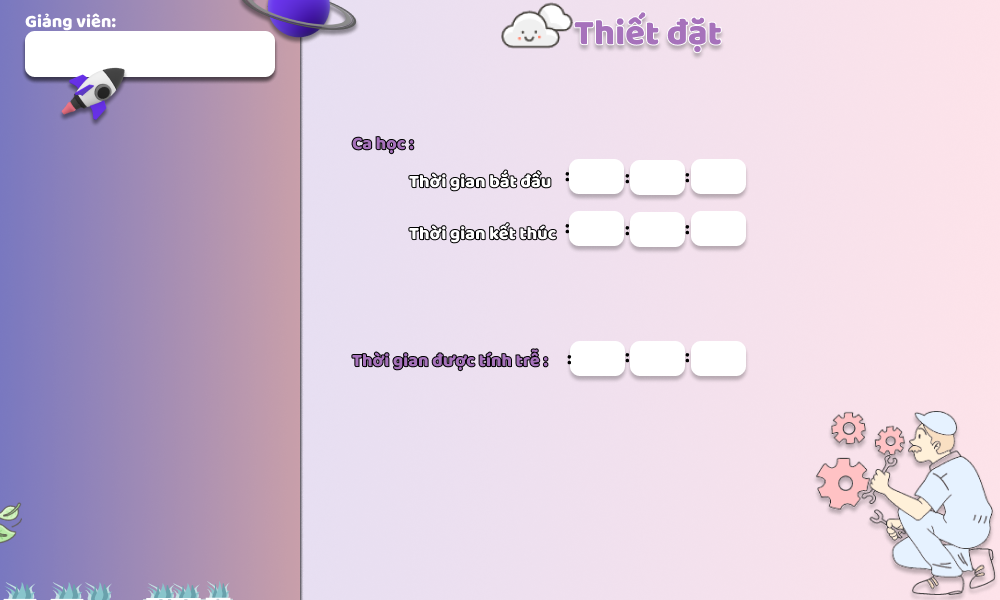 Giảng viên:
Thiết đặt
Ca học :
Thời gian bắt đầu : : :
Thời gian kết thúc : : :
Thời gian được tính trễ : : : :